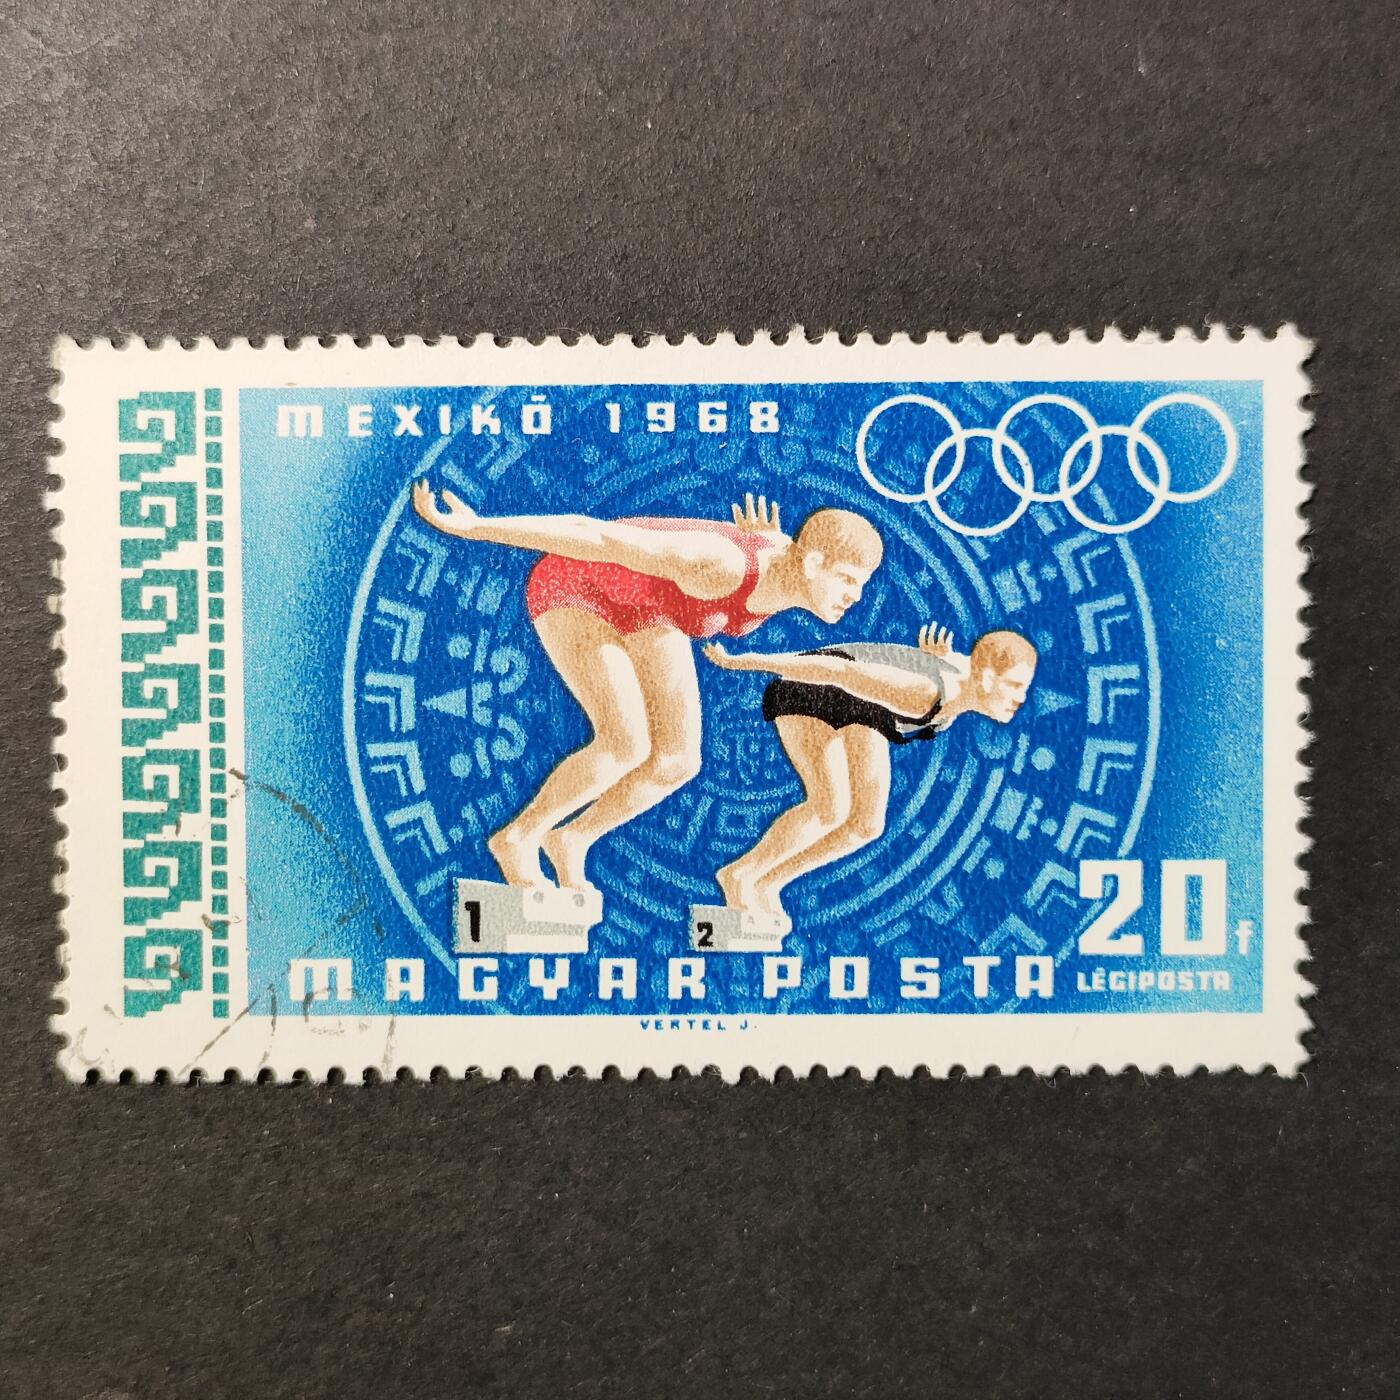 MEXIKÓ 1968
1
2
20f
MAGYAR POSTA LÉGIPOSTA
VERTEL J.